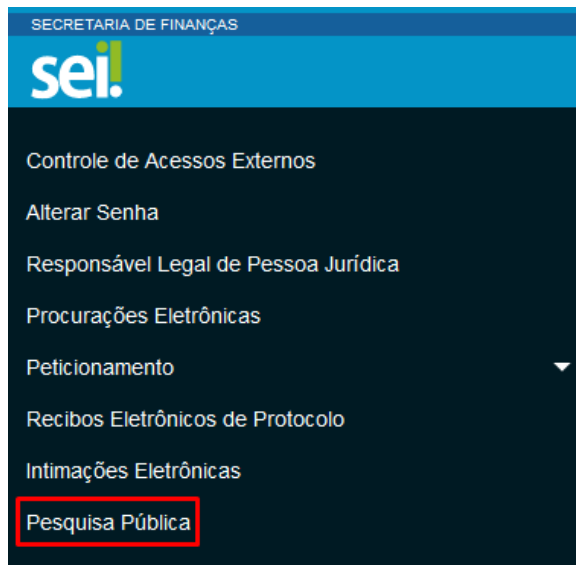 SECRETARIA DE FINANÇAS
sei!
Controle de Acessos Externos
Alterar Senha
Responsável Legal de Pessoa Jurídica
Procurações Eletrônicas
Peticionamento
Recibos Eletrônicos de Protocolo
Intimações Eletrônicas
Pesquisa Pública